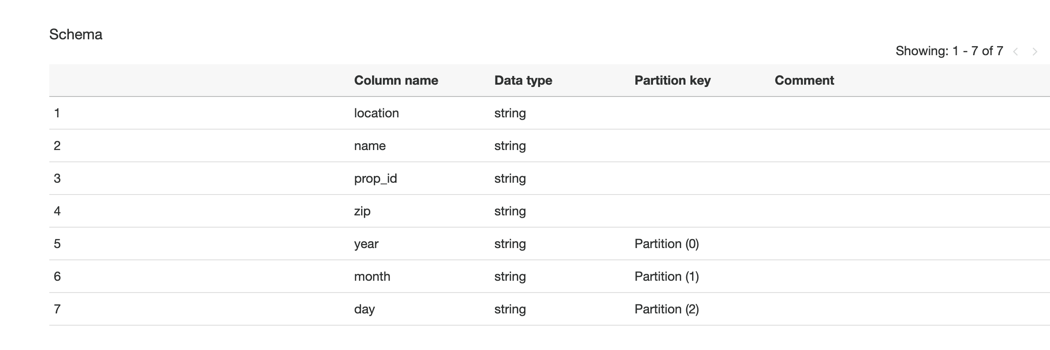 Schema
Showing: 1 - 7 of 7 < >
Column name Data type Partition key Comment
1 location string
2 name string
3 prop_id string
4 zip string
5 year string Partition (0)
6 month string Partition (1)
7 day string Partition (2)